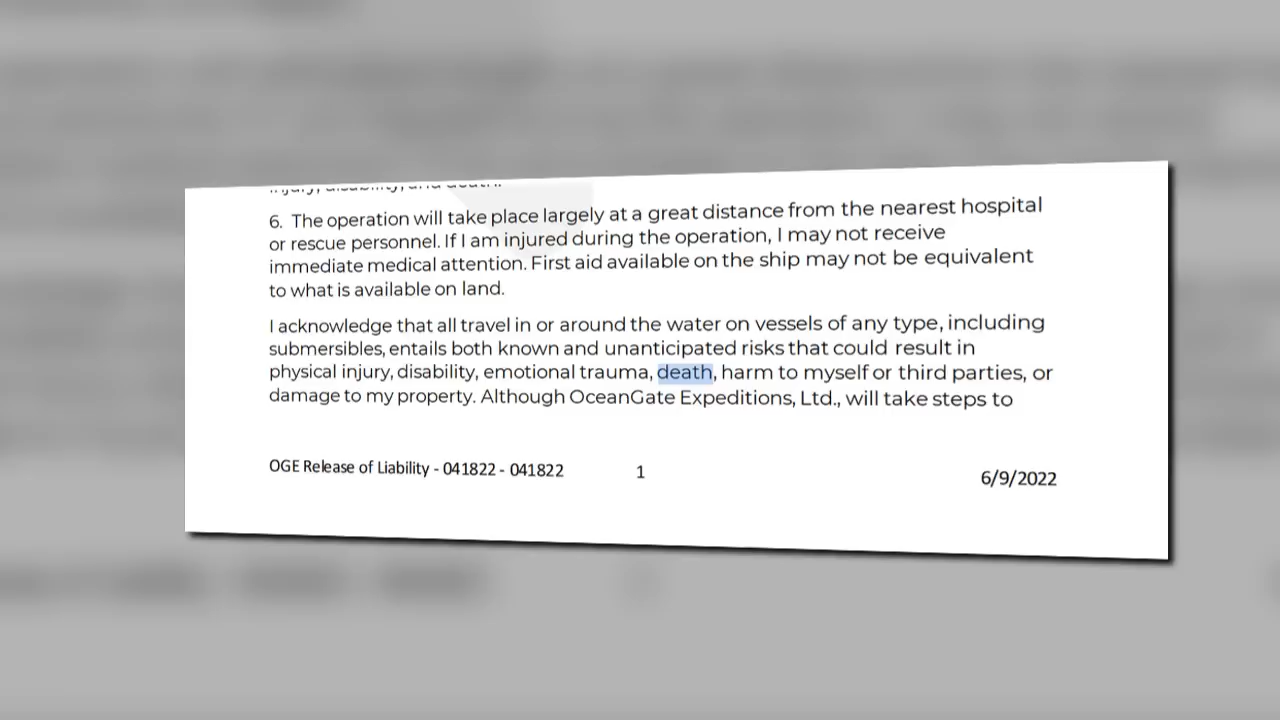 6. The operation will take place largely at a great distance from the nearest hospital
or rescue personnel. If I am injured during the operation, I may not receive
immediate medical attention. First aid available on the ship may not be equivalent
to what is available on land.
I acknowledge that all travel in or around the water on vessels of any type, including
submersibles, entails both known and unanticipated risks that could result in
physical injury, disability, emotional trauma, death, harm to myself or third parties, or
damage to my property. Although OceanGate Expeditions, Ltd., will take steps to
OGE Release of Liability - 041822 - 041822 1 6/9/2022